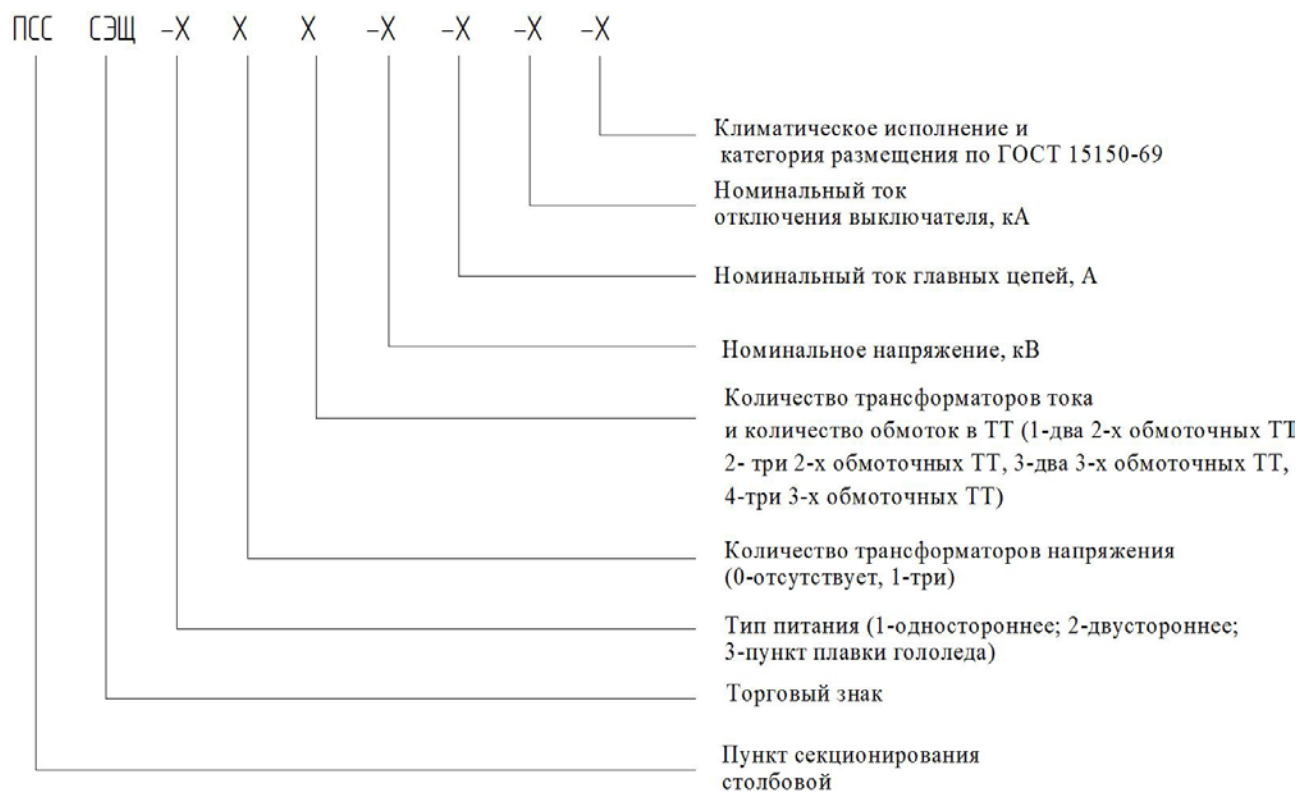 ПСС СЭЩ -Х Х Х -Х -Х -Х -Х
Климатическое исполнение и
категория размещения по ГОСТ 15150-69
Номинальный ток
отключения выключателя, кА
Номинальный ток главных цепей, А
Номинальное напряжение, кВ
Количество трансформаторов тока
и количество обмоток в ТТ (1-два 2-х обмоточных ТТ
2- три 2-х обмоточных ТТ, 3-два 3-х обмоточных ТТ,
4-три 3-х обмоточных ТТ)
Количество трансформаторов напряжения
(0-отсутствует, 1-три)
Тип питания (1-одностороннее; 2-двустороннее;
3-пункт плавки гололеда)
Торговый знак
Пункт секционирования
столбовой